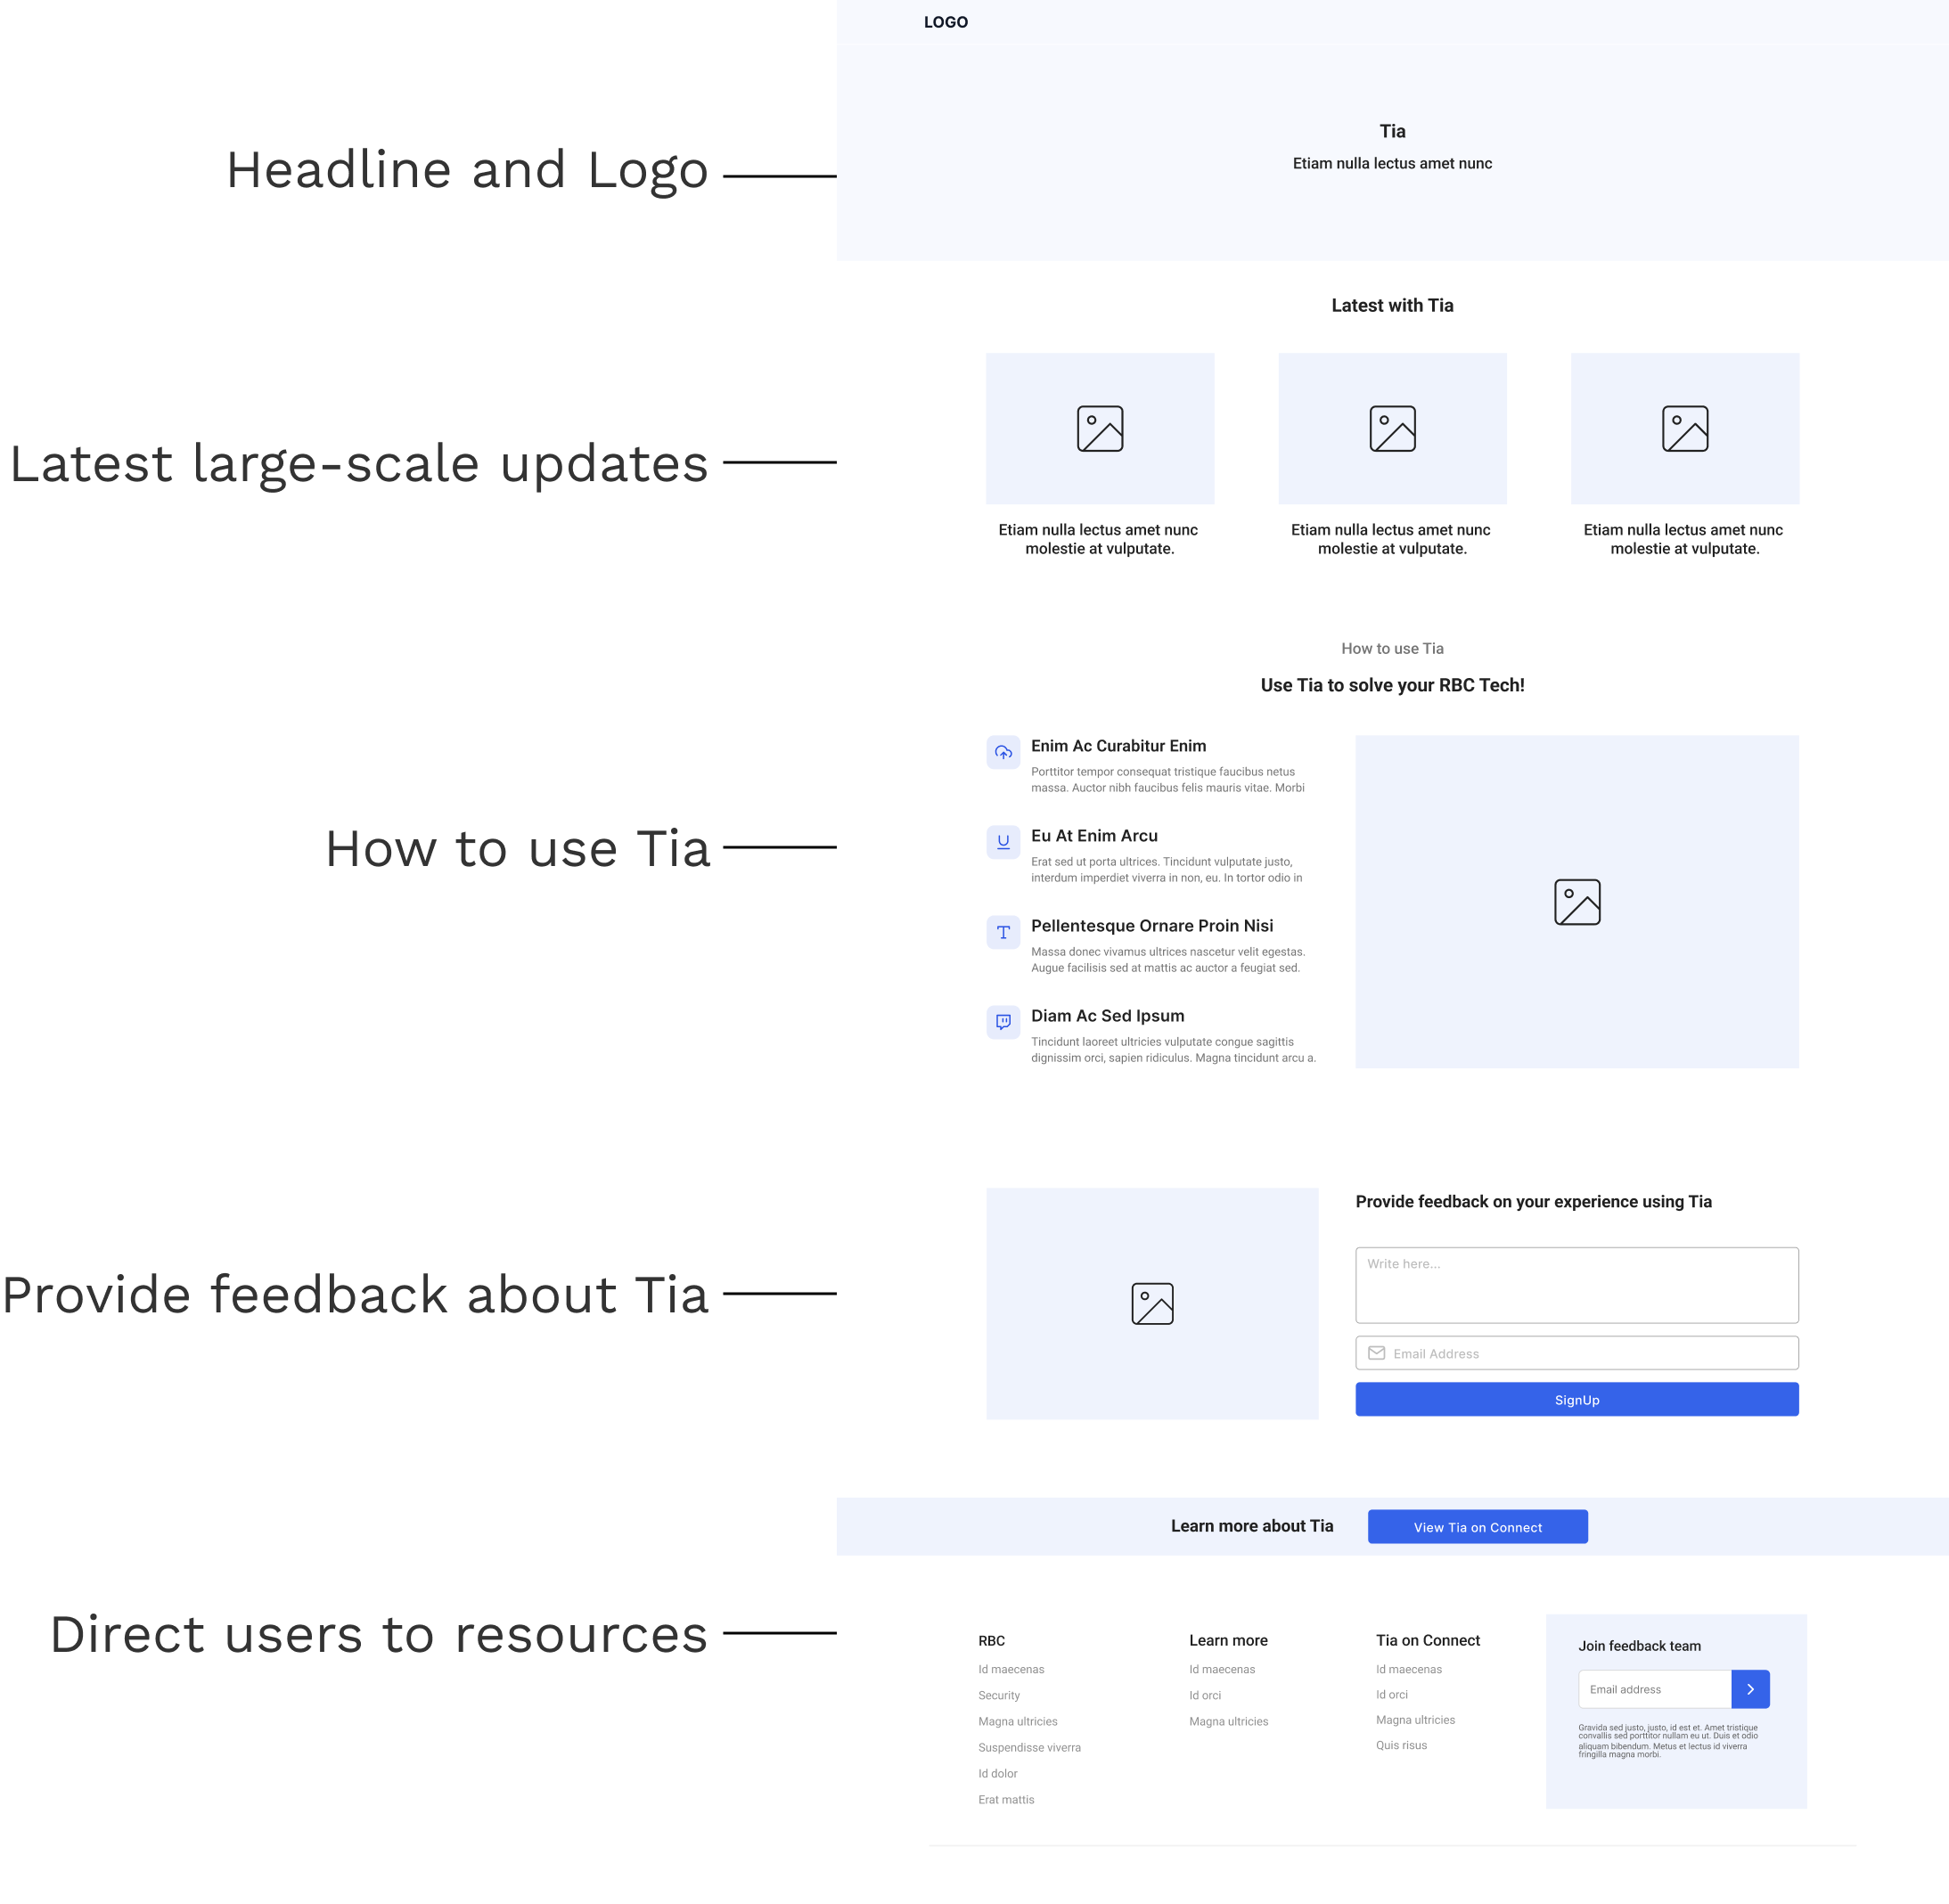 LOGO
Headline and Logo
Tia
Etiam nulla lectus amet nunc
Latest large-scale updates
Latest with Tia
Etiam nulla lectus amet nunc
molestie at vulputate.
Etiam nulla lectus amet nunc
molestie at vulputate.
Etiam nulla lectus amet nunc
molestie at vulputate.
How to use Tia
How to use Tia
Use Tia to solve your RBC Tech!
Enim Ac Curabitur Enim
Porttitor tempor consequat tristique faucibus netus
massa. Auctor nibh faucibus felis mauris vitae. Morbi
Eu At Enim Arcu
Erat sed ut porta ultrices. Tincidunt vulputate justo,
interdum imperdiet viverra in non, eu. In tortor odio in
Pellentesque Ornare Proin Nisi
Massa donec vivamus ultrices nascetur velit egestas.
Augue facilisis sed at mattis ac auctor a feugiat sed.
Diam Ac Sed Ipsum
Tincidunt laoreet ultricies vulputate congue sagittis
dignissim orci, sapien ridiculus. Magna tincidunt arcu a.
Provide feedback about Tia
Provide feedback on your experience using Tia
Write here...
Email Address
SignUp
Learn more about Tia
View Tia on Connect
Direct users to resources
RBC
Id maecenas
Security
Magna ultricies
Suspendisse viverra
Id dolor
Erat mattis
Learn more
Id maecenas
Id orci
Magna ultricies
Tia on Connect
Id maecenas
Id orci
Magna ultricies
Quis risus
Join feedback team
Email address
Gravida sed justo, justo, id est et. Amet tristique
convallis sed porttitor nullam eu ut. Duis et odio
aliquam bibendum. Metus et lectus id viverra
fringilla magna morbi.